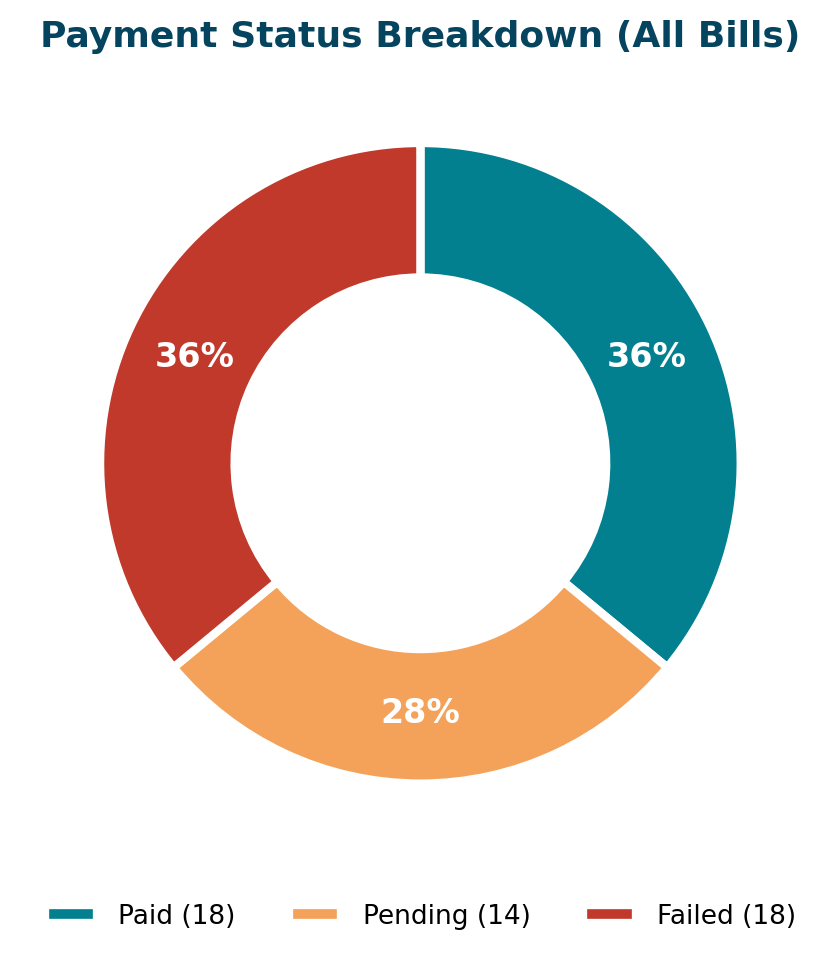 Payment Status Breakdown (All Bills)
36% 36%
28%
Paid (18) Pending (14) Failed (18)